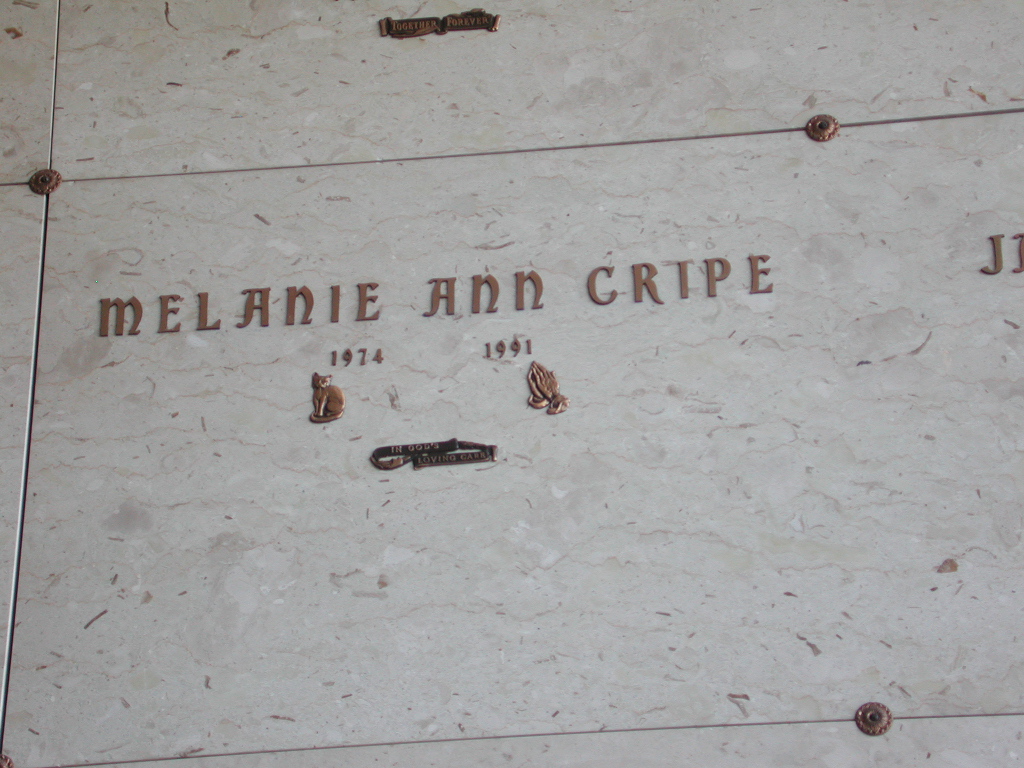 TOGETHER FOREVER
MELANIE ANN CRIPE
1974 1991
IN GOD'S
LOVING CARE